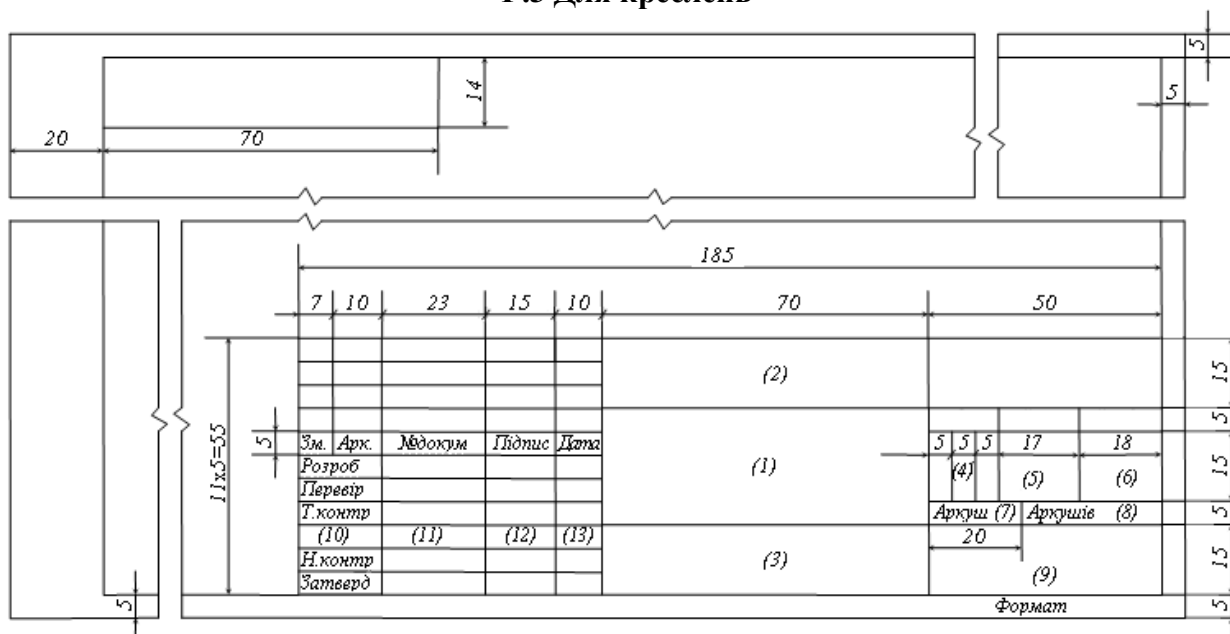 Для креслень
5
14
5
20 70
185
7 10 23 15 10 70 50
(2)
15
5
11х5=55
5
Зм. Арк. №докум Підпис Дата
(1)
5 5 5 17 18
Розроб
(4) (5) (6)
15
Перевір
Т.контр
Аркуш (7) Аркушів (8)
5
(10) (11) (12) (13)
20
Н.контр
(3)
15
Затверд
(9)
5
Формат
5